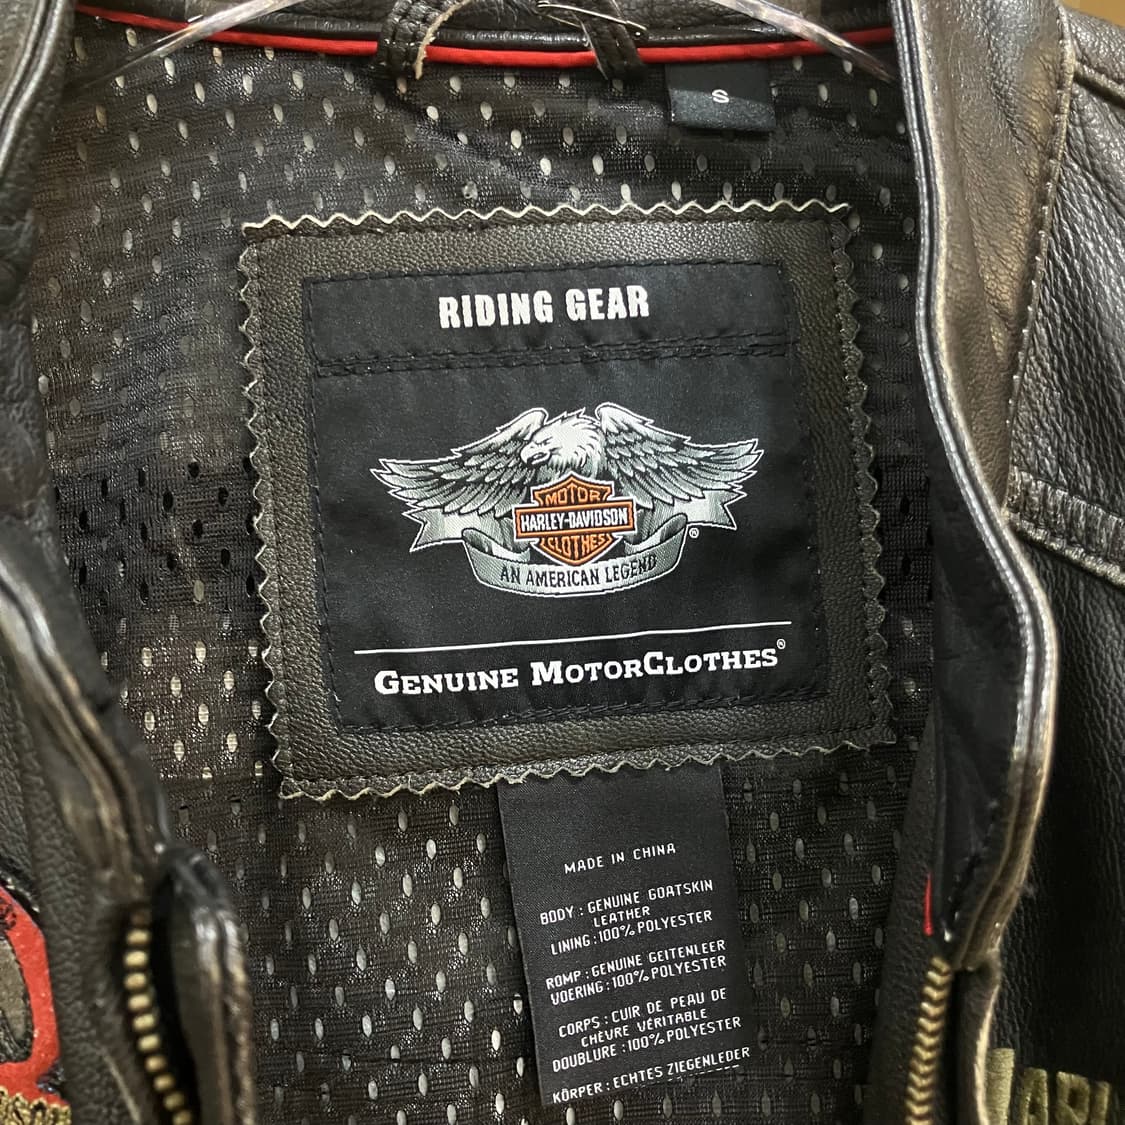 S
RIDING GEAR
MOTOR
HARLEY-DAVIDSON
CLOTHES
®
AN AMERICAN LEGEND
GENUINE MOTORCLOTHES®
MADE IN CHINA
BODY : GENUINE GOATSKIN
LEATHER
LINING : 100% POLYESTER
ROMP : GENUINE GEITENLEER
VOERING : 100% POLYESTER
CORPS : CUIR DE PEAU DE
CHÈVRE VÉRITABLE
DOUBLURE : 100% POLYESTER
KÖRPER : ECHTES ZIEGENLEDER